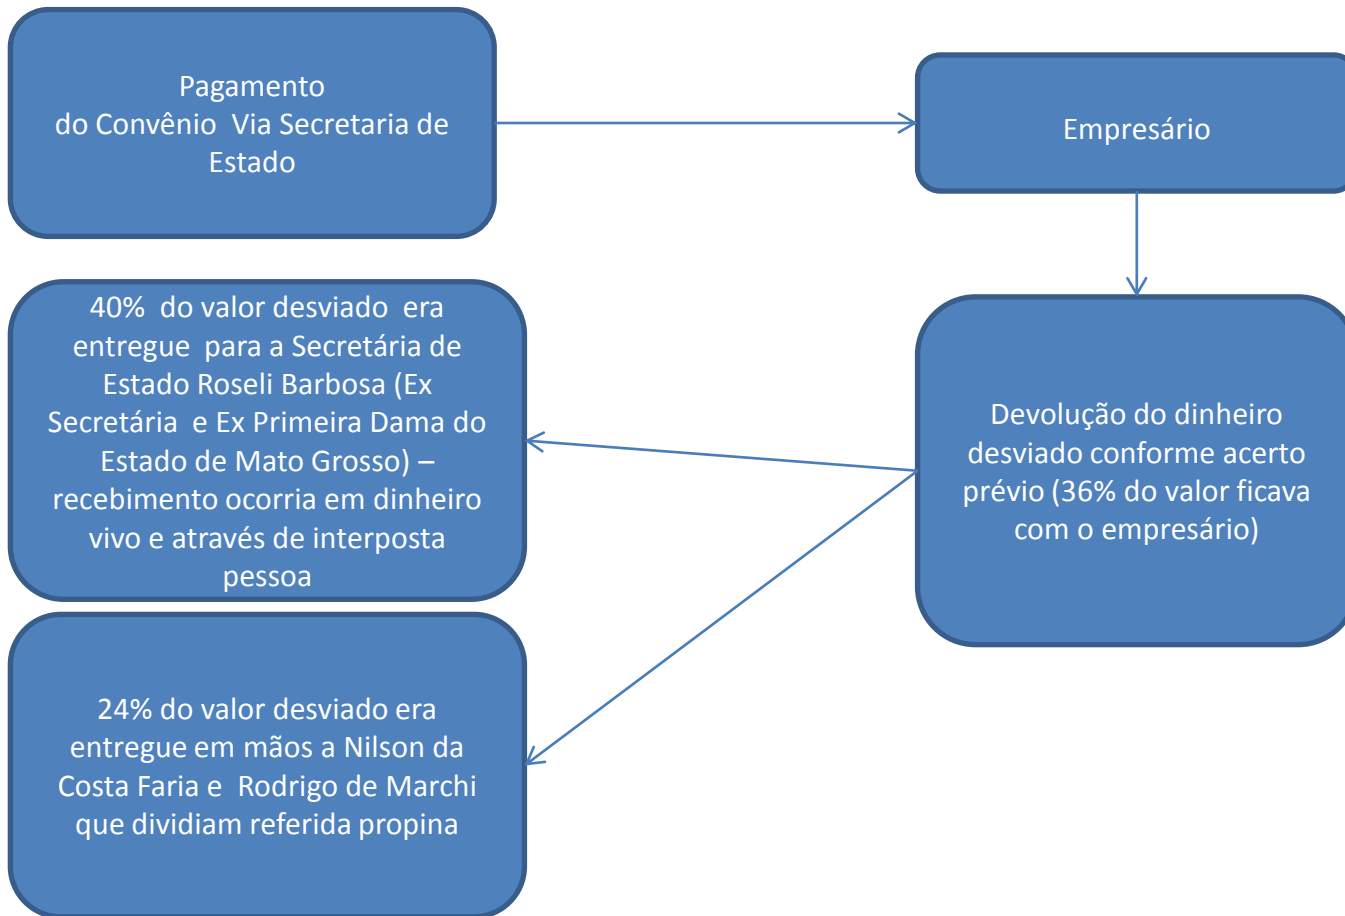 Pagamento
do Convênio  Via Secretaria de
Estado
Empresário
40%  do valor desviado  era
entregue  para a Secretária de
Estado Roseli Barbosa (Ex
Secretária  e Ex Primeira Dama do
Estado de Mato Grosso) –
recebimento ocorria em dinheiro
vivo e através de interposta
pessoa
Devolução do dinheiro
desviado conforme acerto
prévio (36% do valor ficava
com o empresário)
24% do valor desviado era
entregue em mãos a Nilson da
Costa Faria e  Rodrigo de Marchi
que dividiam referida propina